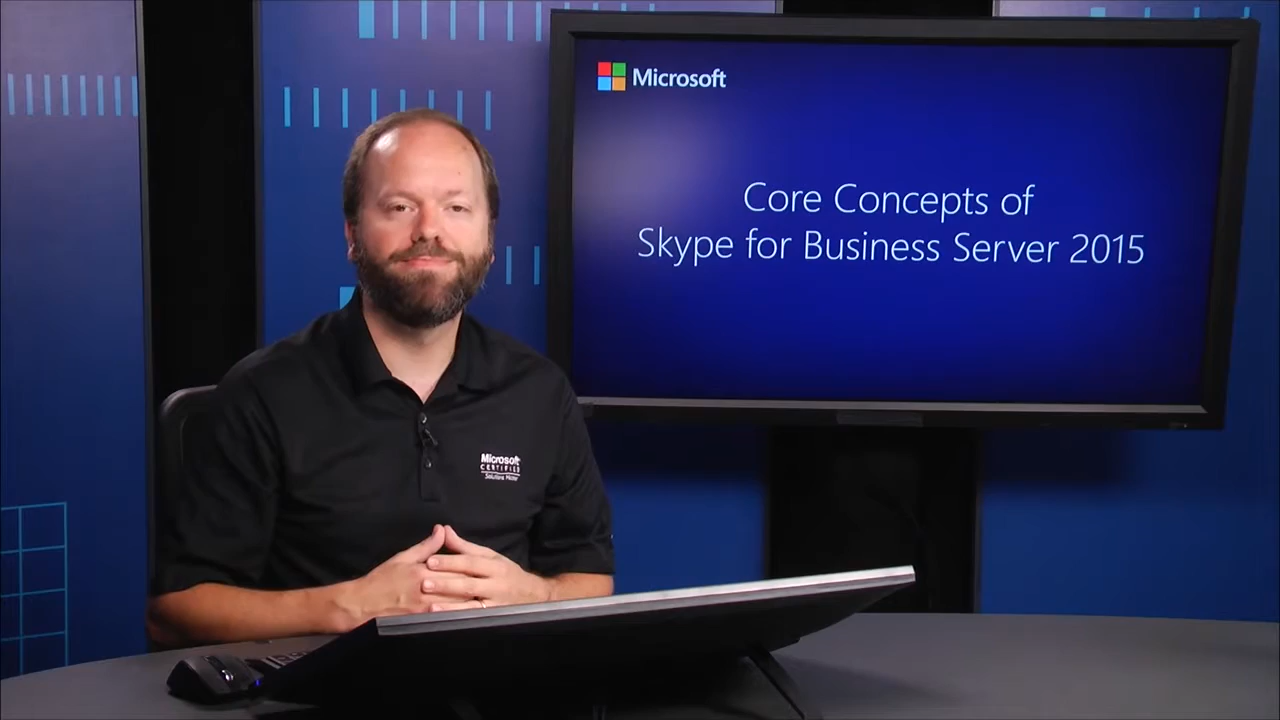 Microsoft
Core Concepts of
Skype for Business Server 2015
Microsoft
CERTIFIED
Solutions Master